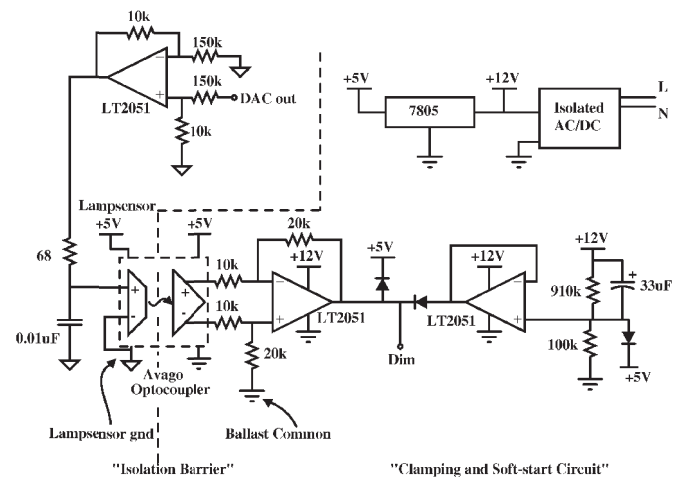 10k
150k
150k
DAC out
LT2051
10k
+5V
+12V
7805
Isolated
AC/DC
L
N
Lampsensor
+5V
+5V
68
0.01uF
+
-
+
-
10k
10k
20k
+12V
-
+
LT2051
20k
+5V
Dim
+12V
-
+
LT2051
+12V
910k
+
33uF
100k
+5V
Avago
Optocoupler
Lampsensor gnd
Ballast Common
"Isolation Barrier"
"Clamping and Soft-start Circuit"